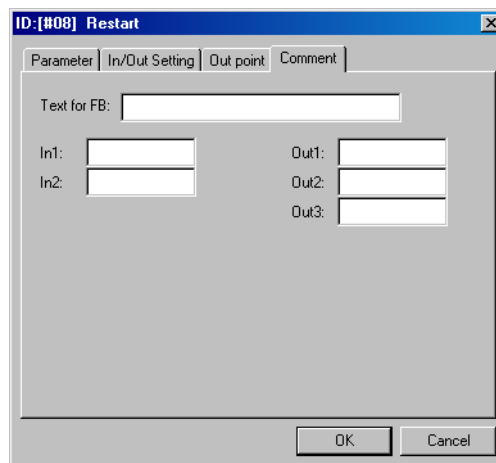 ID:[#08] Restart
Parameter In/Out Setting Out point Comment
Text for FB:
In1: Out1:
In2: Out2:
Out3:
OK Cancel